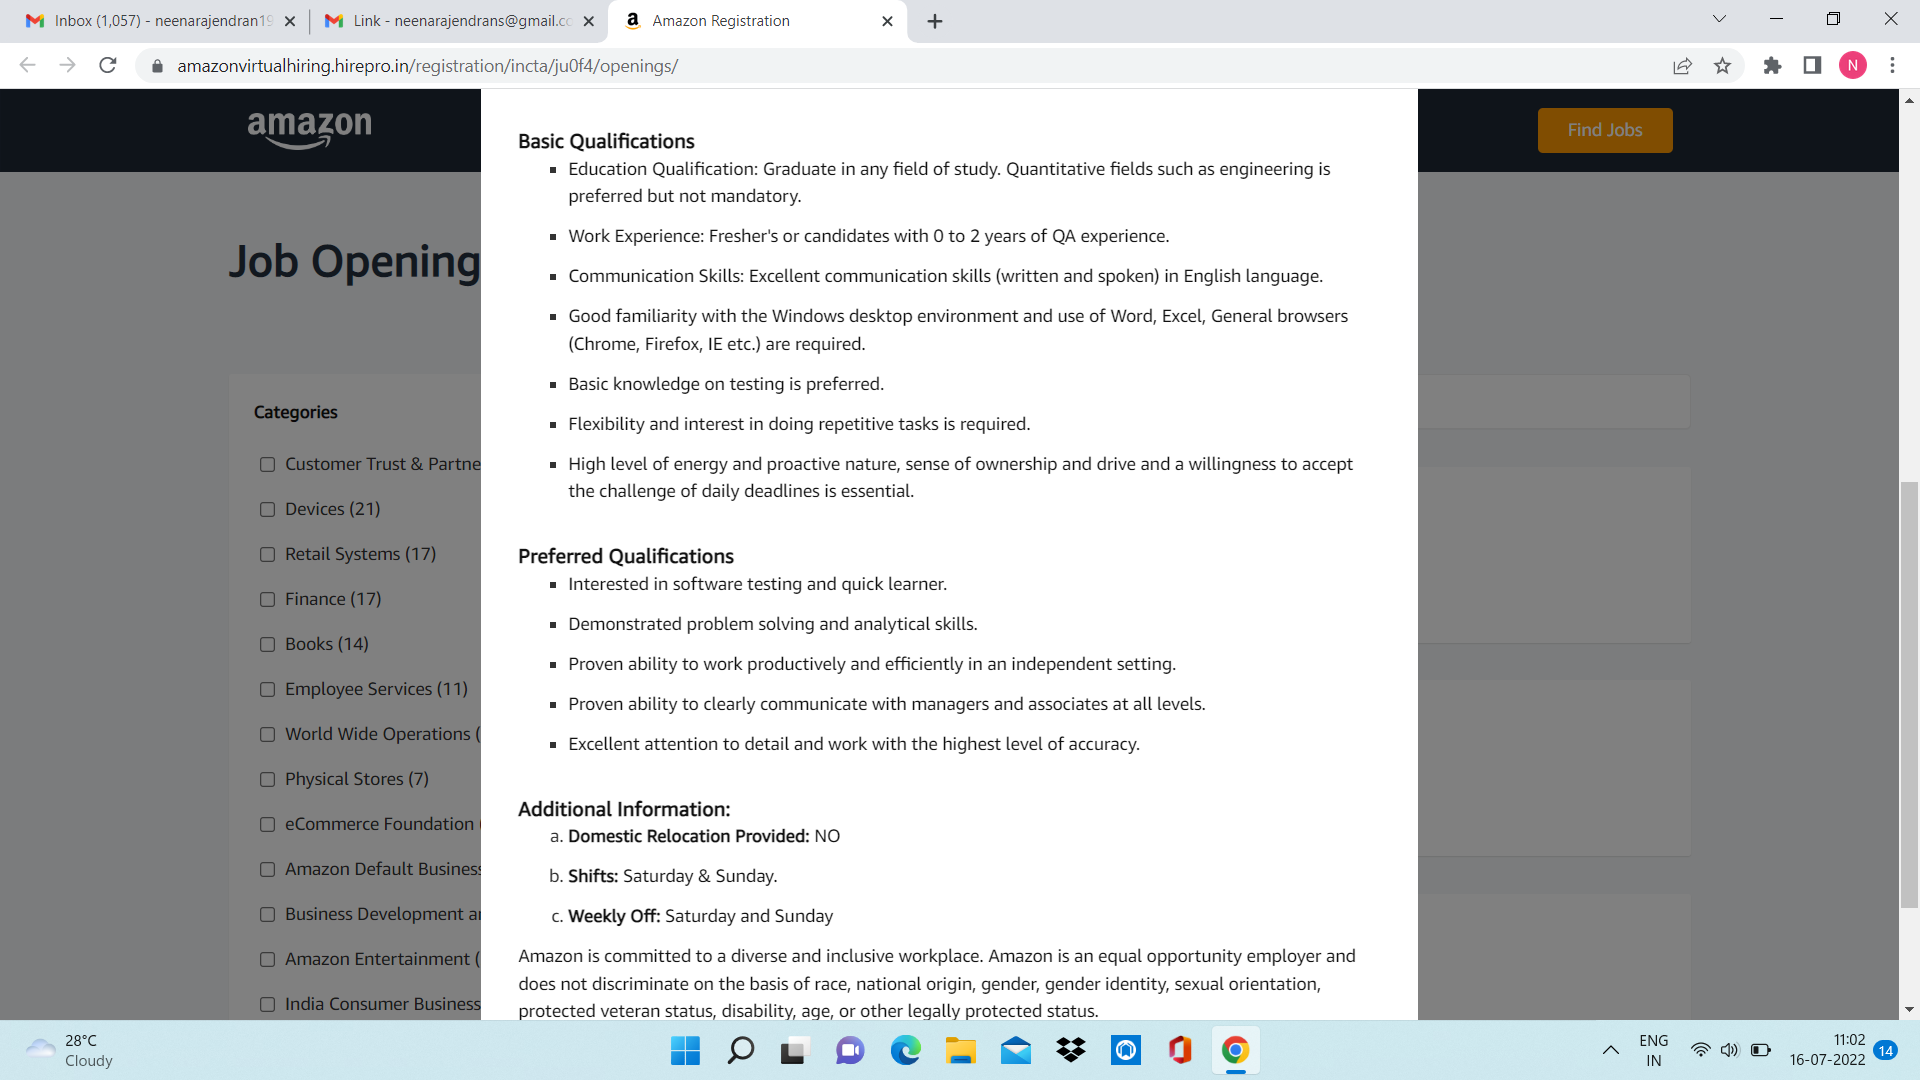 Inbox (1,057) - neenarajendran19
Link - neenarajendrans@gmail.co
Amazon Registration
amazonvirtualhiring.hirepro.in/registration/incta/ju0f4/openings/
N
amazon
Find Jobs
Job Opening
Categories
Customer Trust & Partne
Devices (21)
Retail Systems (17)
Finance (17)
Books (14)
Employee Services (11)
World Wide Operations (
Physical Stores (7)
eCommerce Foundation (
Amazon Default Business
Business Development a
Amazon Entertainment (
India Consumer Business
Basic Qualifications
▪ Education Qualification: Graduate in any field of study. Quantitative fields such as engineering is
preferred but not mandatory.
▪ Work Experience: Fresher's or candidates with 0 to 2 years of QA experience.
▪ Communication Skills: Excellent communication skills (written and spoken) in English language.
▪ Good familiarity with the Windows desktop environment and use of Word, Excel, General browsers
(Chrome, Firefox, IE etc.) are required.
▪ Basic knowledge on testing is preferred.
▪ Flexibility and interest in doing repetitive tasks is required.
▪ High level of energy and proactive nature, sense of ownership and drive and a willingness to accept
the challenge of daily deadlines is essential.
Preferred Qualifications
▪ Interested in software testing and quick learner.
▪ Demonstrated problem solving and analytical skills.
▪ Proven ability to work productively and efficiently in an independent setting.
▪ Proven ability to clearly communicate with managers and associates at all levels.
▪ Excellent attention to detail and work with the highest level of accuracy.
Additional Information:
a. Domestic Relocation Provided: NO
b. Shifts: Saturday & Sunday.
c. Weekly Off: Saturday and Sunday
Amazon is committed to a diverse and inclusive workplace. Amazon is an equal opportunity employer and
does not discriminate on the basis of race, national origin, gender, gender identity, sexual orientation,
protected veteran status, disability, age, or other legally protected status.
28°C
Cloudy
ENG
IN
11:02
16-07-2022
14